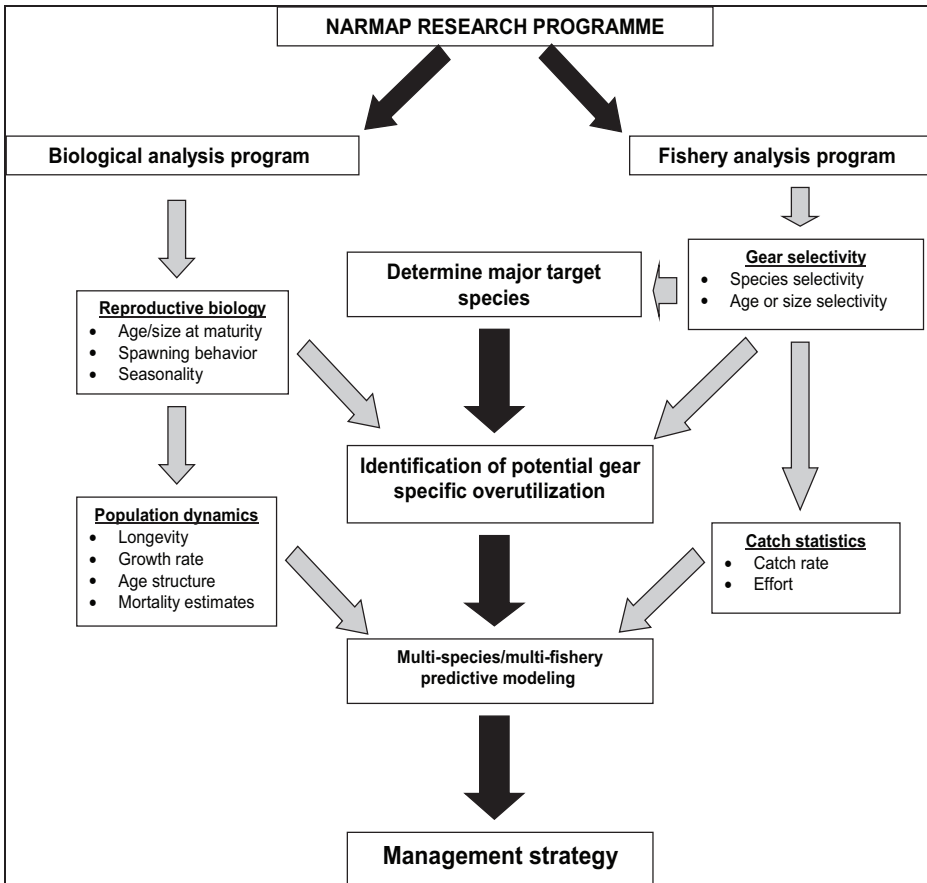 NARMAP RESEARCH PROGRAMME
Biological analysis program
Fishery analysis program
Gear selectivity
• Species selectivity
• Age or size selectivity
Determine major target
species
Reproductive biology
• Age/size at maturity
• Spawning behavior
• Seasonality
Identification of potential gear
specific overutilization
Population dynamics
• Longevity
• Growth rate
• Age structure
• Mortality estimates
Catch statistics
• Catch rate
• Effort
Multi-species/multi-fishery
predictive modeling
Management strategy